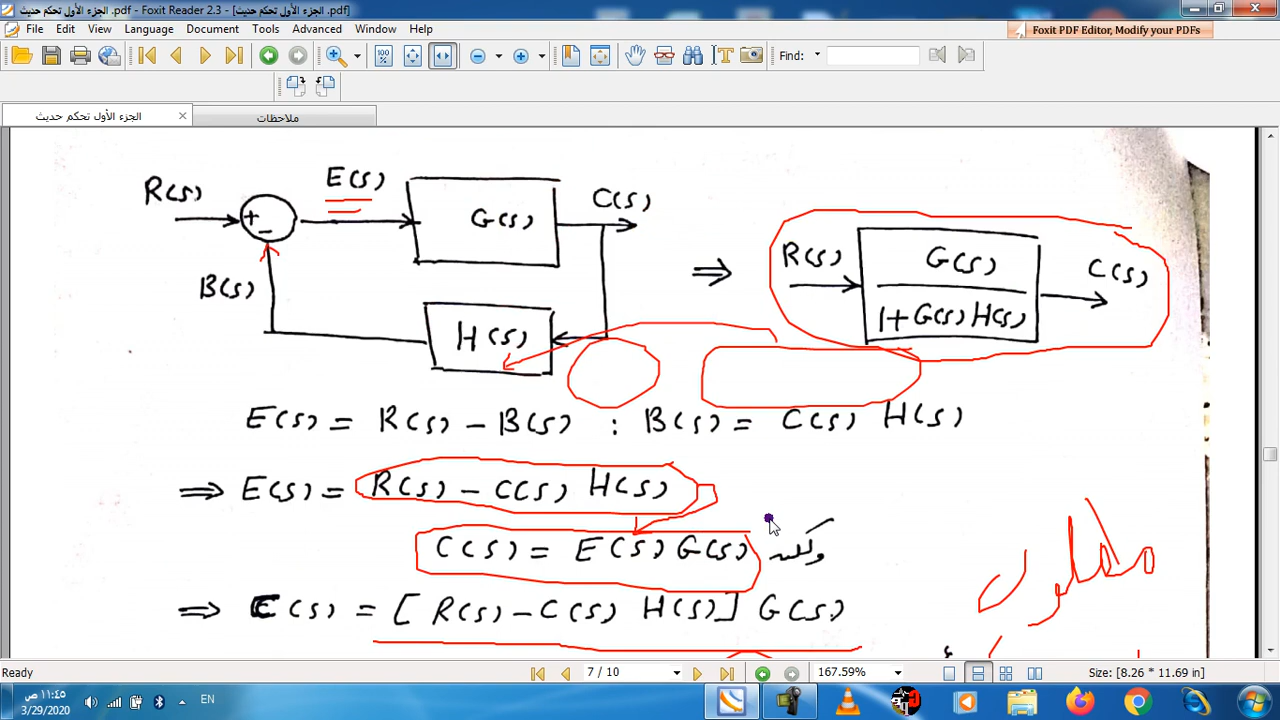 الجزء الأول تحكم حديث .pdf - Foxit Reader 2.3 - [الجزء الأول تحكم حديث .pdf]
File Edit View Language Document Tools Advanced Window Help
Foxit PDF Editor, Modify your PDFs
Find:
الجزء الأول تحكم حديث
ملاحظات
R(s)
E(s)
G(s)
C(s)
+
-
B(s)
H(s)
⇒
R(s)
G(s)
1+G(s)H(s)
C(s)
E(s) = R(s) - B(s) : B(s) = C(s) H(s)
⇒ E(s) = R(s) - C(s) H(s)
C(s) = E(s) G(s) ولكن
⇒ C(s) = [ R(s) - C(s) H(s)] G(s)
Ready
7 / 10
167.59%
Size: [8.26 * 11.69 in]
EN
١١:٤٥ ص
3/29/2020